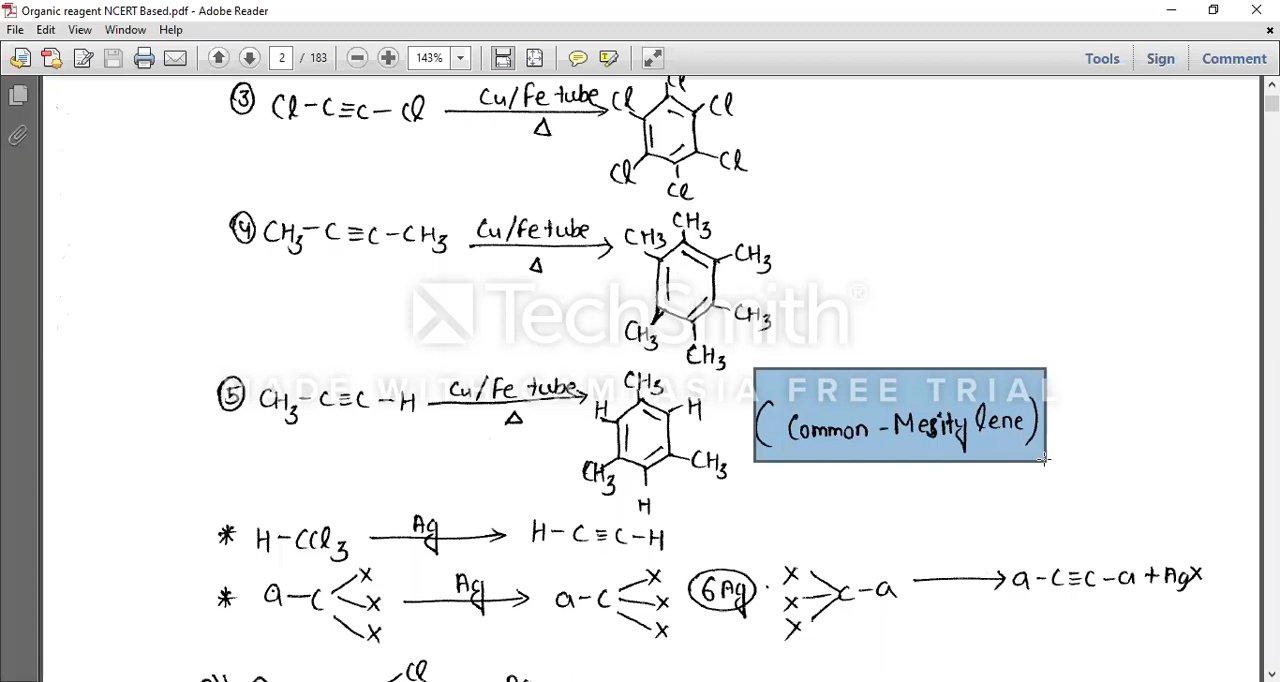 Organic reagent NCERT Based.pdf - Adobe Reader
File Edit View Window Help
2 / 183 143% Tools Sign Comment
③ Cl-C≡C-Cl Cu/Fe tube Δ Cl Cl Cl Cl Cl Cl
④ CH3-C≡C-CH3 Cu/Fe tube Δ CH3 CH3 CH3 CH3 CH3 CH3
TechSmith®
MADE WITH CAMTASIA FREE TRIAL
⑤ CH3-C≡C-H Cu/Fe tube Δ CH3 H H CH3 CH3 H
(Common - Mesitylene)
* H-CCl3 Ag → H-C≡C-H
* a-C X X X Ag → a-C X X X 6Ag · X X X C-a → a-C≡C-a + AgX
Cl